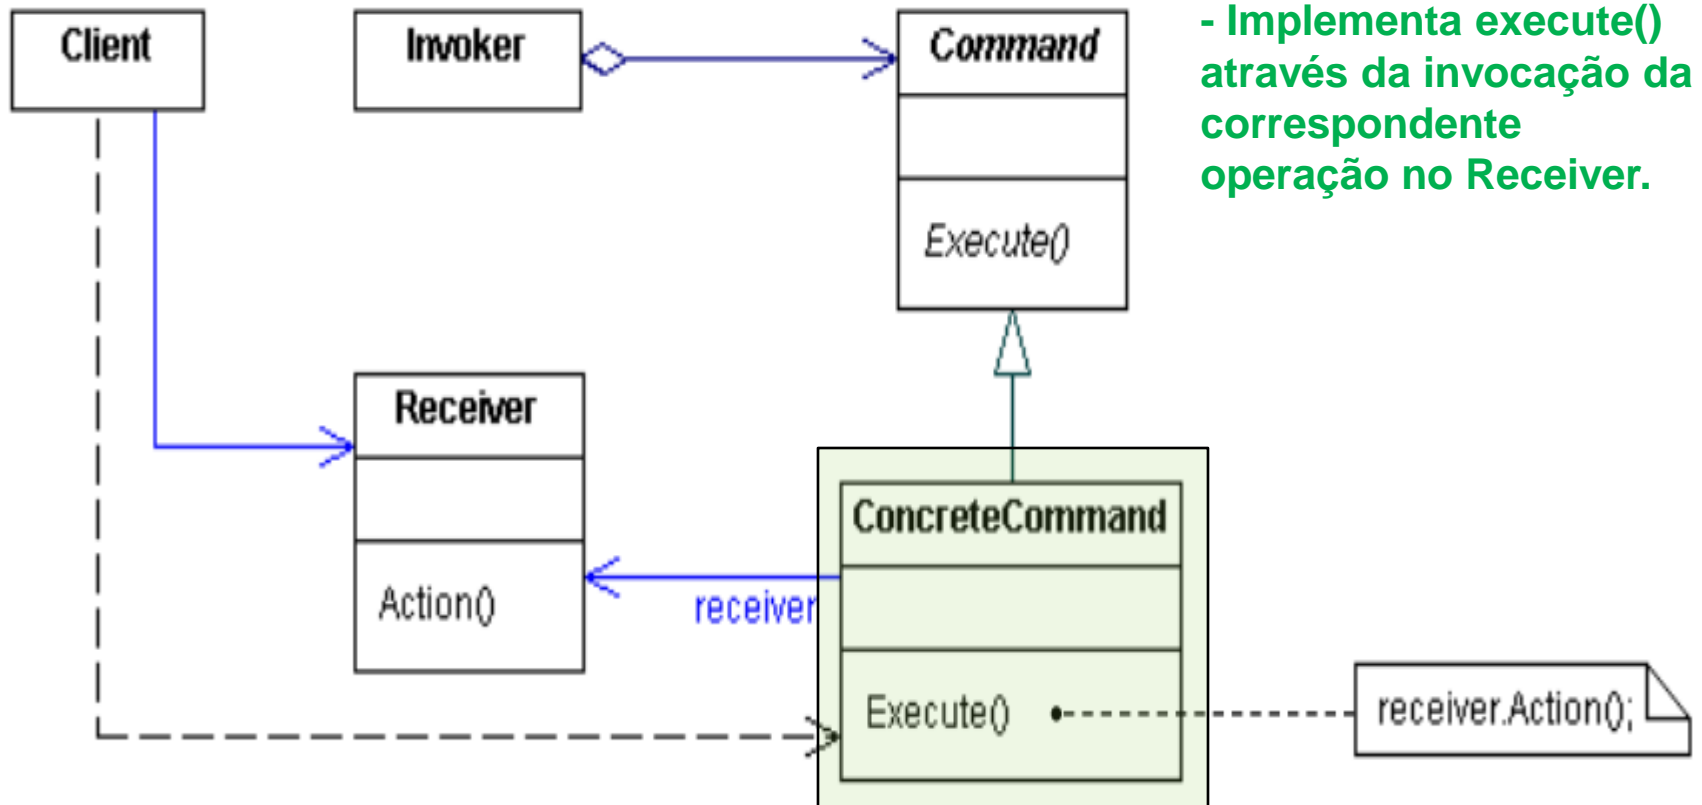 Client
Invoker
Command
- Implementa execute()
através da invocação da
correspondente
operação no Receiver.
Execute()
Receiver
Action()
receiver
ConcreteCommand
Execute()
receiver.Action();